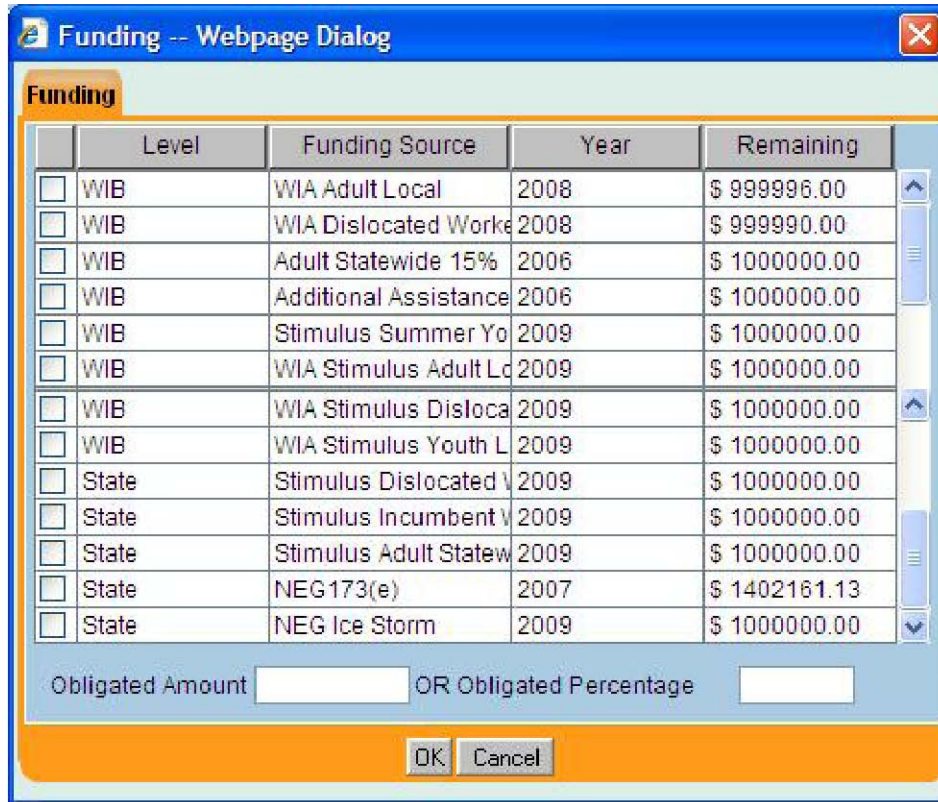 Funding -- Webpage Dialog
Funding
Level Funding Source Year Remaining
WIB WIA Adult Local 2008 $ 999996.00
WIB WIA Dislocated Worke 2008 $ 999990.00
WIB Adult Statewide 15% 2006 $ 1000000.00
WIB Additional Assistance 2006 $ 1000000.00
WIB Stimulus Summer Yo 2009 $ 1000000.00
WIB WIA Stimulus Adult Lo 2009 $ 1000000.00
WIB WIA Stimulus Disloca 2009 $ 1000000.00
WIB WIA Stimulus Youth L 2009 $ 1000000.00
State Stimulus Dislocated 2009 $ 1000000.00
State Stimulus Incumbent 2009 $ 1000000.00
State Stimulus Adult Statew 2009 $ 1000000.00
State NEG173(e) 2007 $ 1402161.13
State NEG Ice Storm 2009 $ 1000000.00
Obligated Amount OR Obligated Percentage
OK Cancel